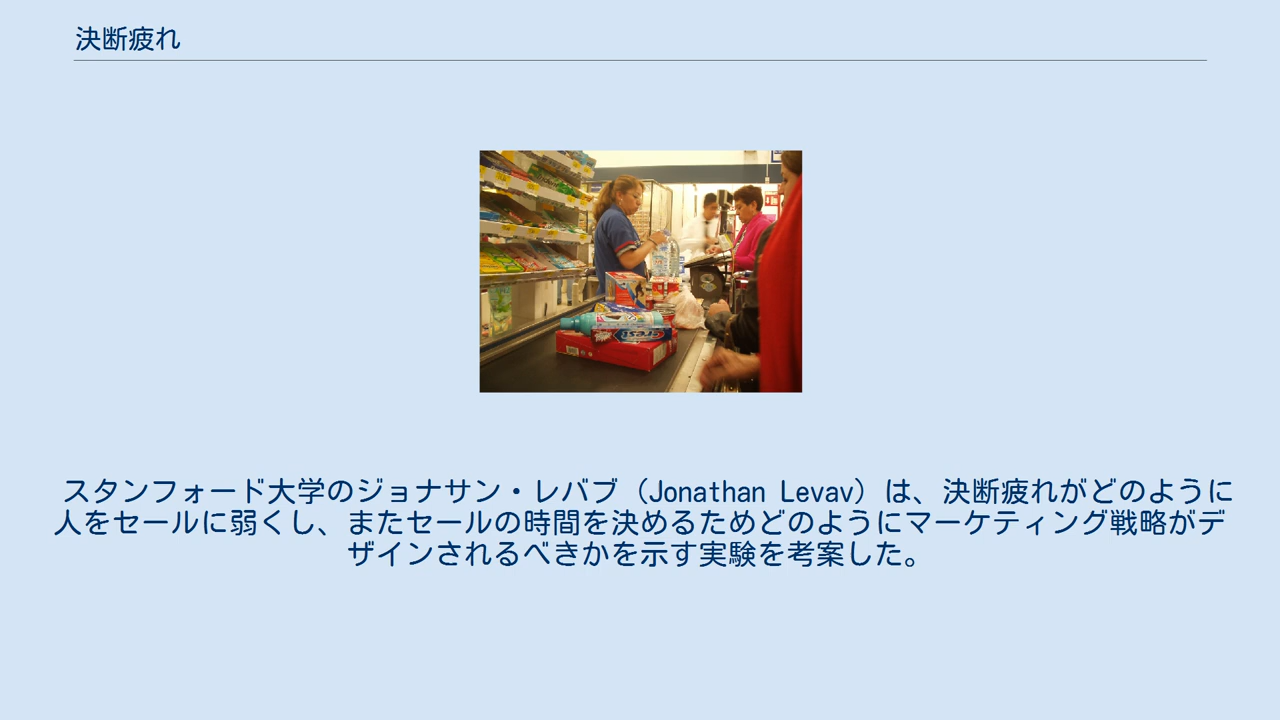 決断疲れ
スタンフォード大学のジョナサン・レバブ（Jonathan Levav）は、決断疲れがどのように
人をセールに弱くし、またセールの時間を決めるためどのようにマーケティング戦略がデ
ザインされるべきかを示す実験を考案した。